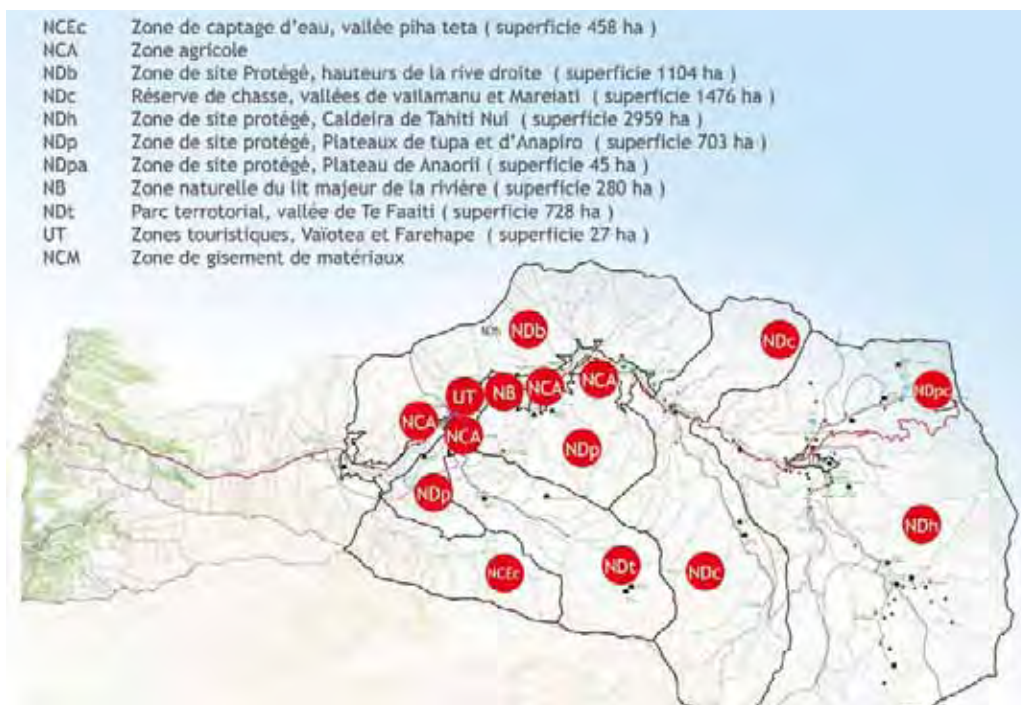 NCEc Zone de captage d'eau, vallée piha teta ( superficie 458 ha )
NCA Zone agricole
NDb Zone de site Protégé, hauteurs de la rive droite ( superficie 1104 ha )
NDc Réserve de chasse, vallées de vailamanu et Mareiati ( superficie 1476 ha )
NDh Zone de site protégé, Caldeira de Tahiti Nui ( superficie 2959 ha )
NDp Zone de site protégé, Plateaux de tupa et d'Anapiro ( superficie 703 ha )
NDpa Zone de site protégé, Plateau de Anaorii ( superficie 45 ha )
NB Zone naturelle du lit majeur de la rivière ( superficie 280 ha )
NDt Parc terrotorial, vallée de Te Faaiti ( superficie 728 ha )
UT Zones touristiques, Vaïotea et Farehape ( superficie 27 ha )
NCM Zone de gisement de matériaux
NDb
NDc
NCA
NCA
NB
UT
NDpc
NCA
NCA
NDp
NDp
NDh
NCEc
NDt
NDc